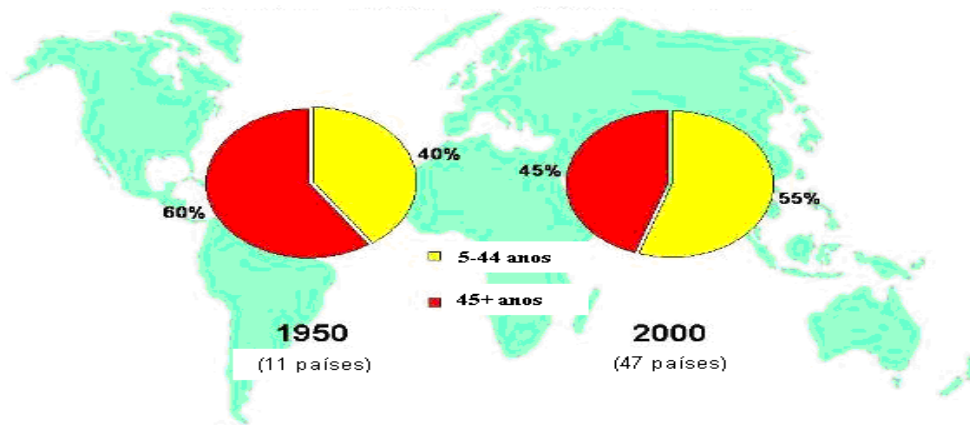 40%
60%
45%
55%
5-44 anos
45+ anos
1950
(11 países)
2000
(47 países)